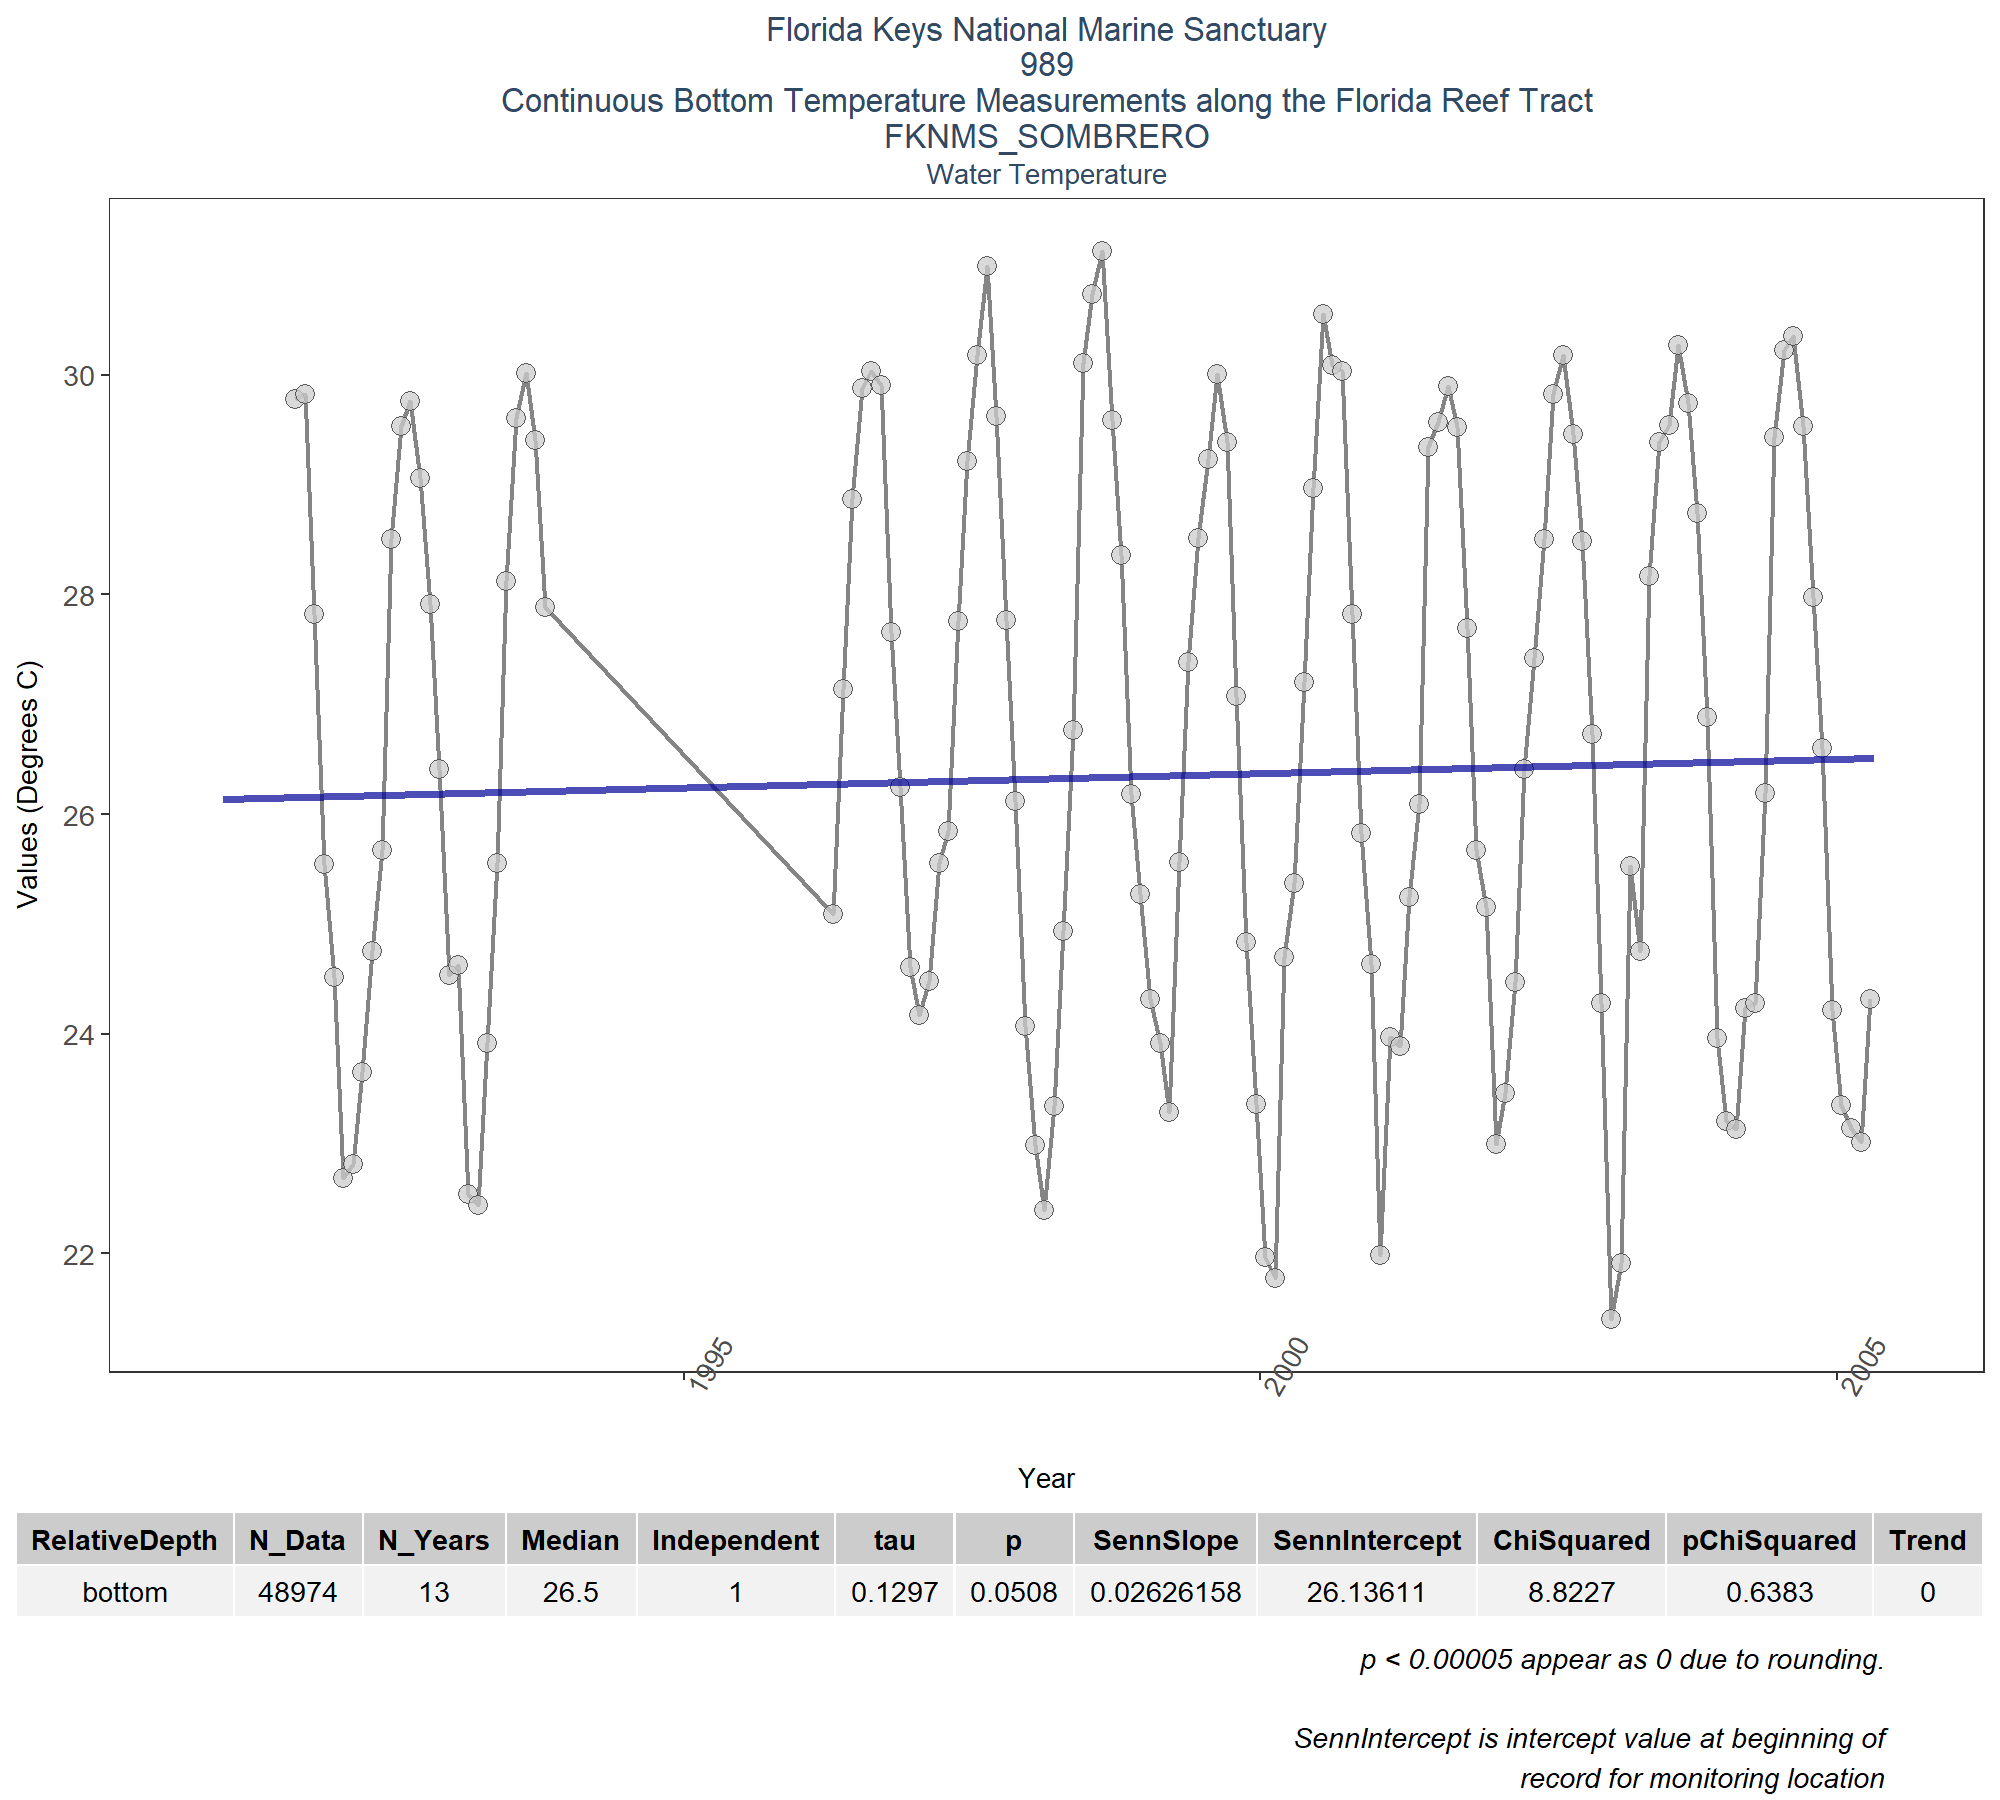 Florida Keys National Marine Sanctuary
989
Continuous Bottom Temperature Measurements along the Florida Reef Tract
FKNMS_SOMBRERO
Water Temperature
Values (Degrees C)
30
28
26
24
22
1995
2000
2005
Year
RelativeDepth N_Data N_Years Median Independent tau p SennSlope SennIntercept ChiSquared pChiSquared Trend
bottom 48974 13 26.5 1 0.1297 0.0508 0.02626158 26.13611 8.8227 0.6383 0
p < 0.00005 appear as 0 due to rounding.
SennIntercept is intercept value at beginning of
record for monitoring location